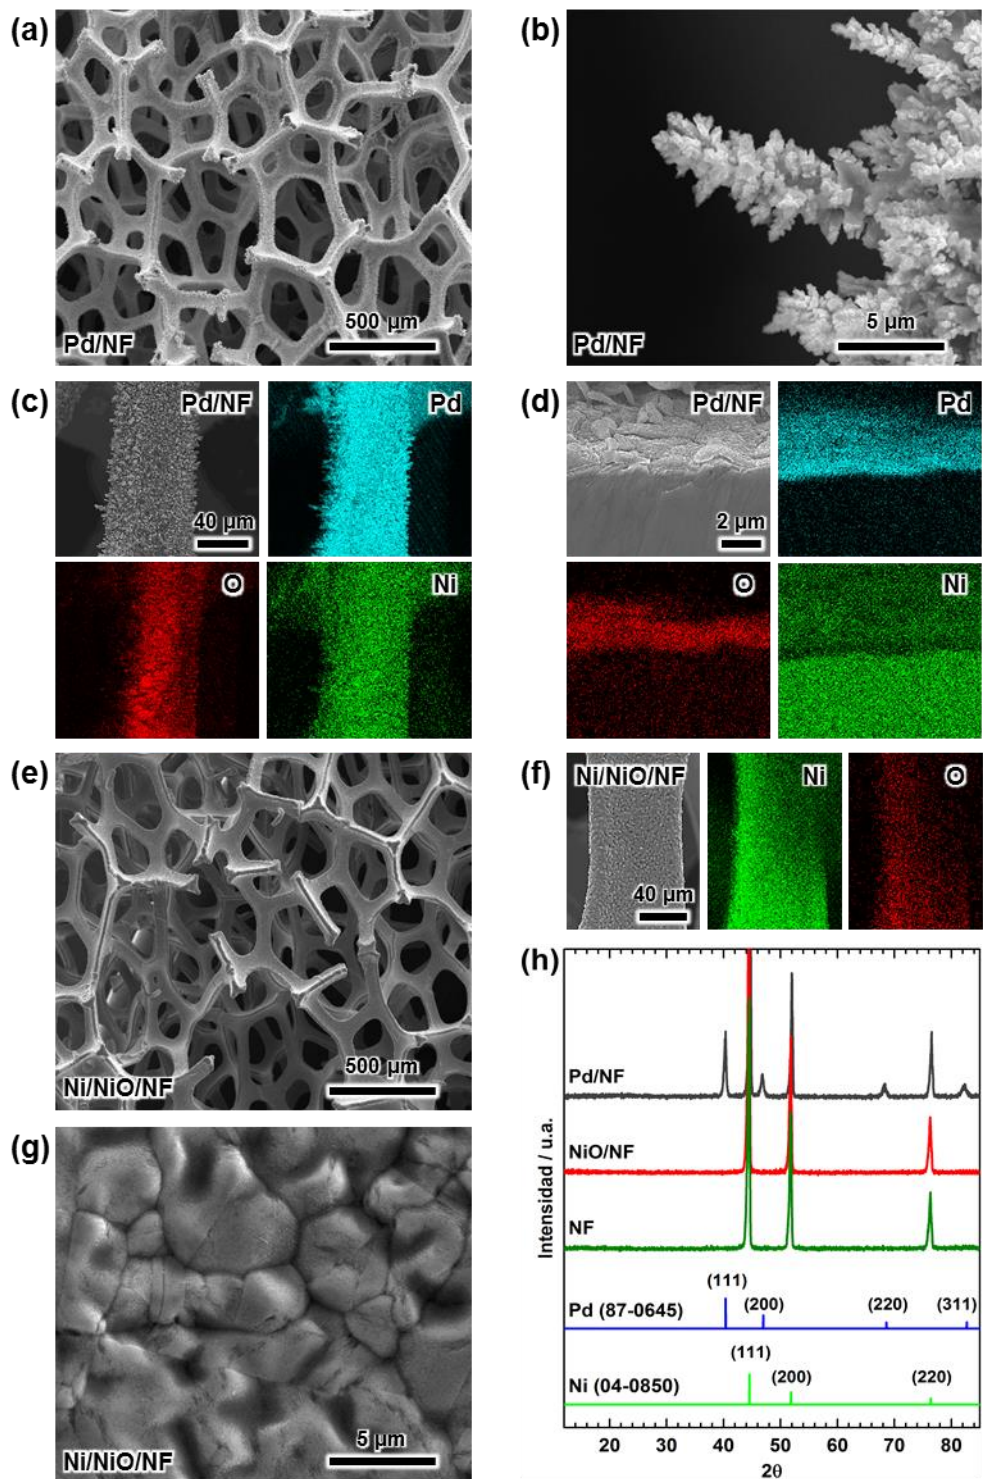 (a)
500 µm
Pd/NF
(b)
5 µm
Pd/NF
(c)
Pd/NF
40 µm
Pd
O
Ni
(d)
Pd/NF
2 µm
Pd
O
Ni
(e)
500 µm
Ni/NiO/NF
(f)
Ni/NiO/NF
40 µm
Ni
O
(g)
5 µm
Ni/NiO/NF
(h)
Intensidad / u.a.
Pd/NF
NiO/NF
NF
(111)
Pd (87-0645)
(200)
(220)
(311)
(111)
Ni (04-0850)
(200)
(220)
20 30 40 50 60 70 80
2θ